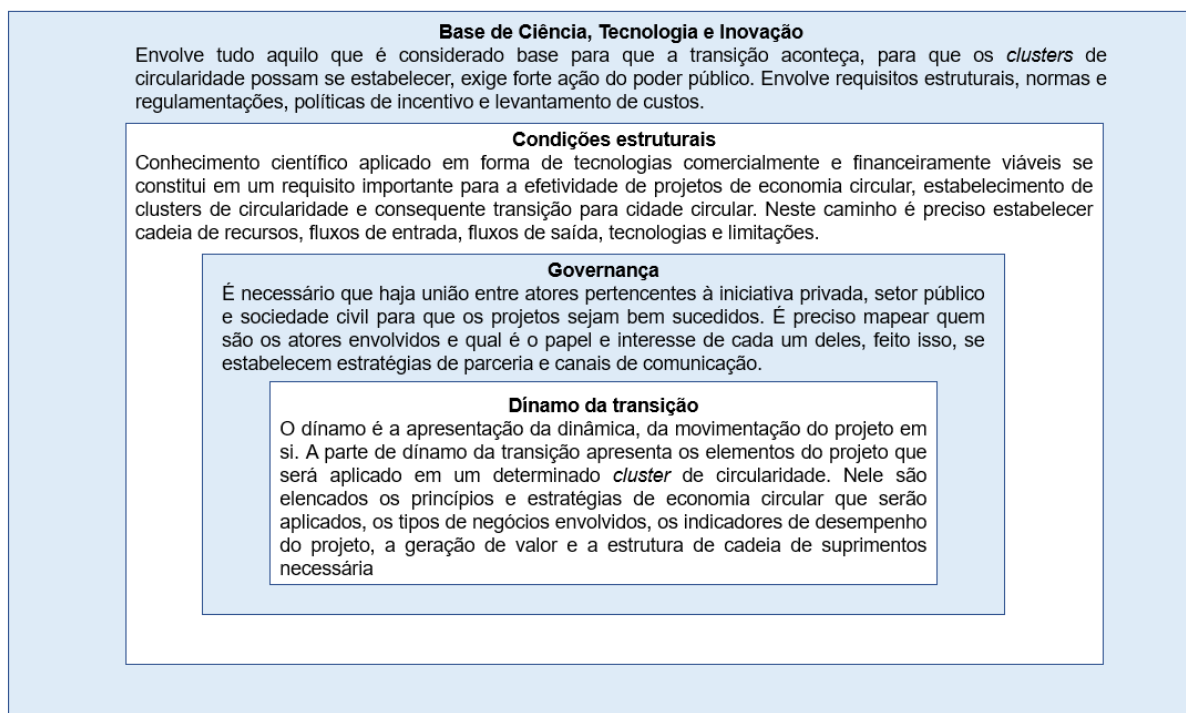 Base de Ciência, Tecnologia e Inovação
Envolve tudo aquilo que é considerado base para que a transição aconteça, para que os clusters de
circularidade possam se estabelecer, exige forte ação do poder público. Envolve requisitos estruturais, normas e
regulamentações, políticas de incentivo e levantamento de custos.
Condições estruturais
Conhecimento científico aplicado em forma de tecnologias comercialmente e financeiramente viáveis se
constitui em um requisito importante para a efetividade de projetos de economia circular, estabelecimento de
clusters de circularidade e consequente transição para cidade circular. Neste caminho é preciso estabelecer
cadeia de recursos, fluxos de entrada, fluxos de saída, tecnologias e limitações.
Governança
É necessário que haja união entre atores pertencentes à iniciativa privada, setor público
e sociedade civil para que os projetos sejam bem sucedidos. É preciso mapear quem
são os atores envolvidos e qual é o papel e interesse de cada um deles, feito isso, se
estabelecem estratégias de parceria e canais de comunicação.
Dínamo da transição
O dínamo é a apresentação da dinâmica, da movimentação do projeto em
si. A parte de dínamo da transição apresenta os elementos do projeto que
será aplicado em um determinado cluster de circularidade. Nele são
elencados os princípios e estratégias de economia circular que serão
aplicados, os tipos de negócios envolvidos, os indicadores de desempenho
do projeto, a geração de valor e a estrutura de cadeia de suprimentos
necessária